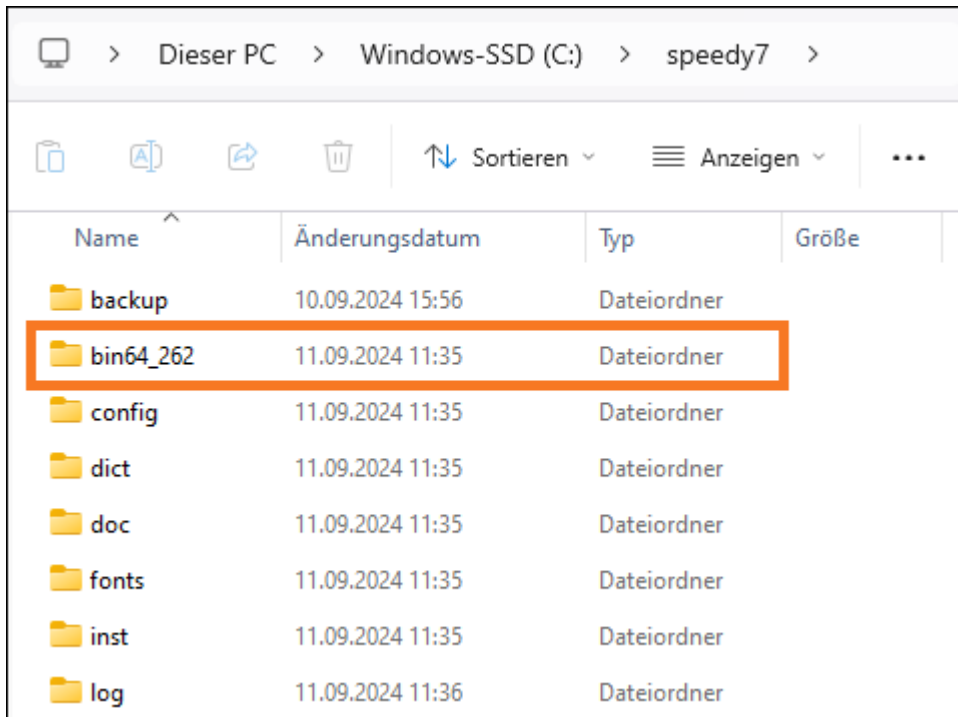 > Dieser PC > Windows-SSD (C:) > speedy7 >
Sortieren Anzeigen ...
Name Änderungsdatum Typ Größe
backup 10.09.2024 15:56 Dateiordner
bin64_262 11.09.2024 11:35 Dateiordner
config 11.09.2024 11:35 Dateiordner
dict 11.09.2024 11:35 Dateiordner
doc 11.09.2024 11:35 Dateiordner
fonts 11.09.2024 11:35 Dateiordner
inst 11.09.2024 11:35 Dateiordner
log 11.09.2024 11:36 Dateiordner